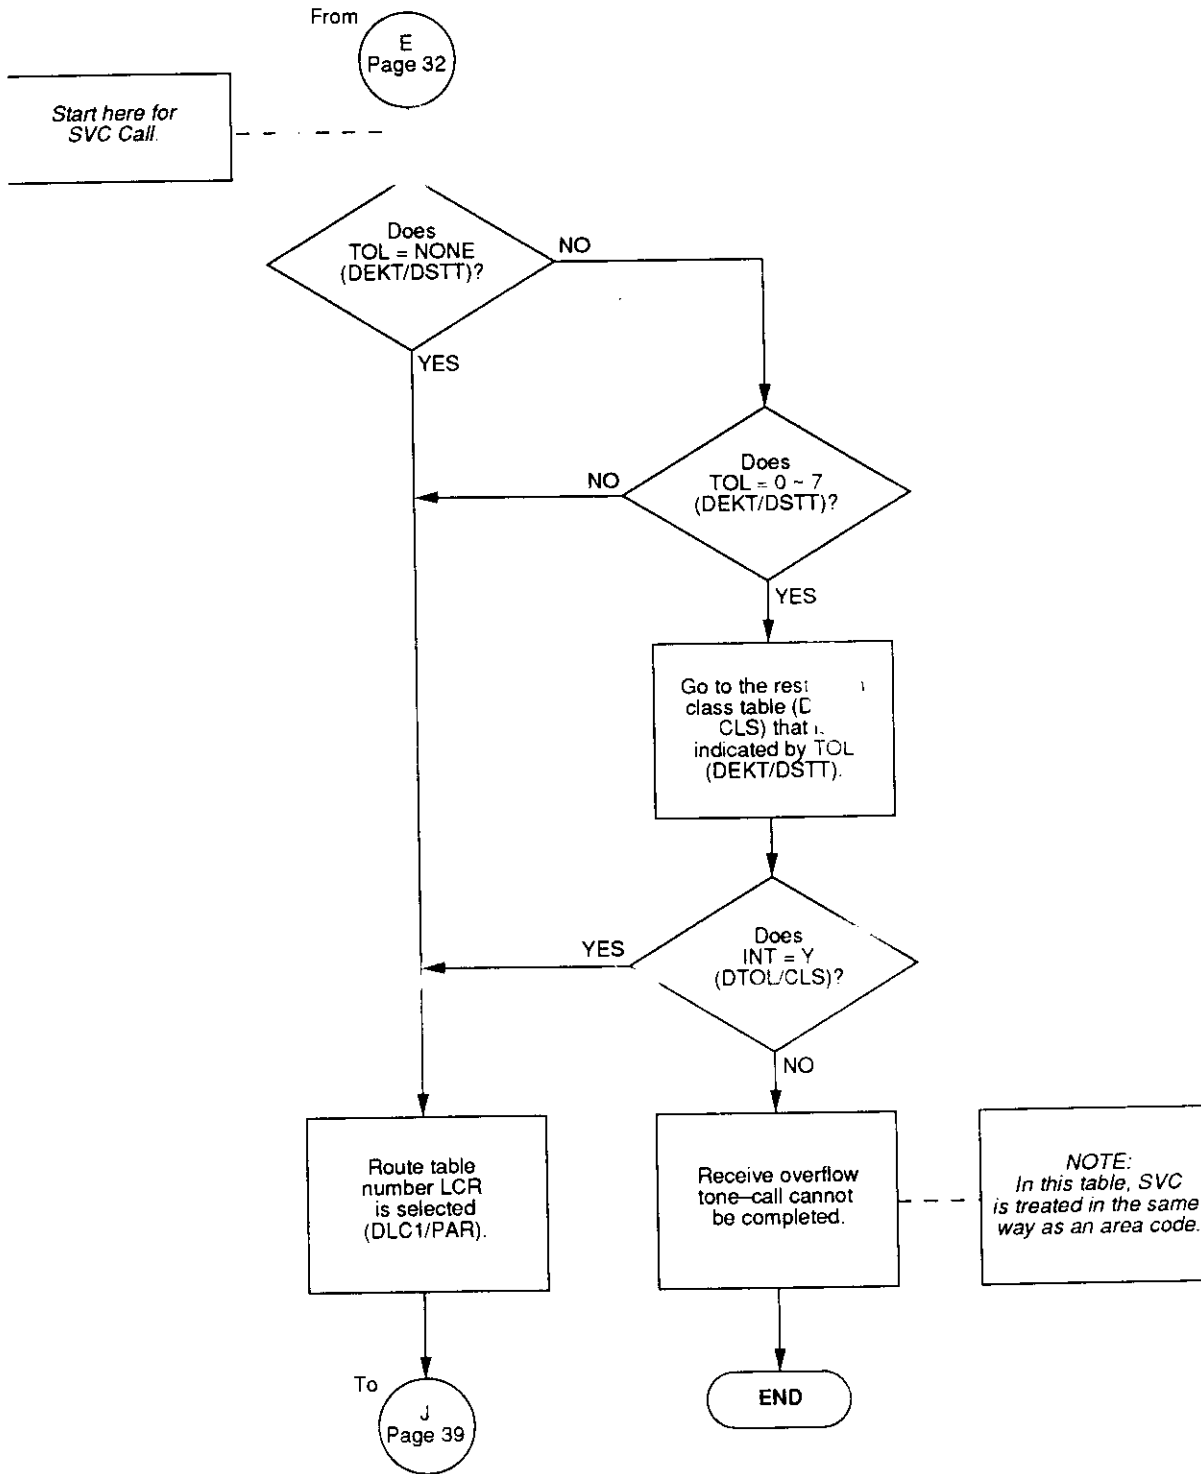 From
E
Page 32
Start here for
SVC Call.
Does
TOL = NONE
(DEKT/DSTT)?
NO
YES
Does
TOL = 0 ~ 7
(DEKT/DSTT)?
NO
YES
Go to the
class table
CLS) that
indicated by TOL
(DEKT/DSTT).
Does
INT = Y
(DTOL/CLS)?
YES
NO
Route table
number LCR
is selected
(DLC1/PAR).
Receive overflow
tone–call cannot
be completed.
NOTE:
In this table, SVC
is treated in the same
way as an area code.
To
J
Page 39
END